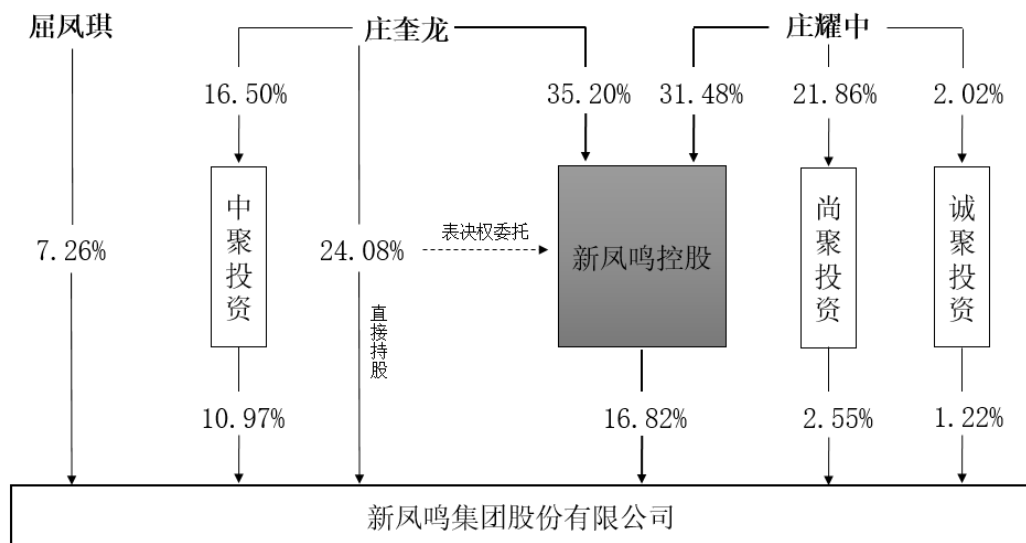 屈凤琪
庄奎龙
庄耀中
16.50%
35.20%
31.48%
21.86%
2.02%
中聚投资
新凤鸣控股
尚聚投资
诚聚投资
7.26%
24.08%
表决权委托
直接持股
10.97%
16.82%
2.55%
1.22%
新凤鸣集团股份有限公司